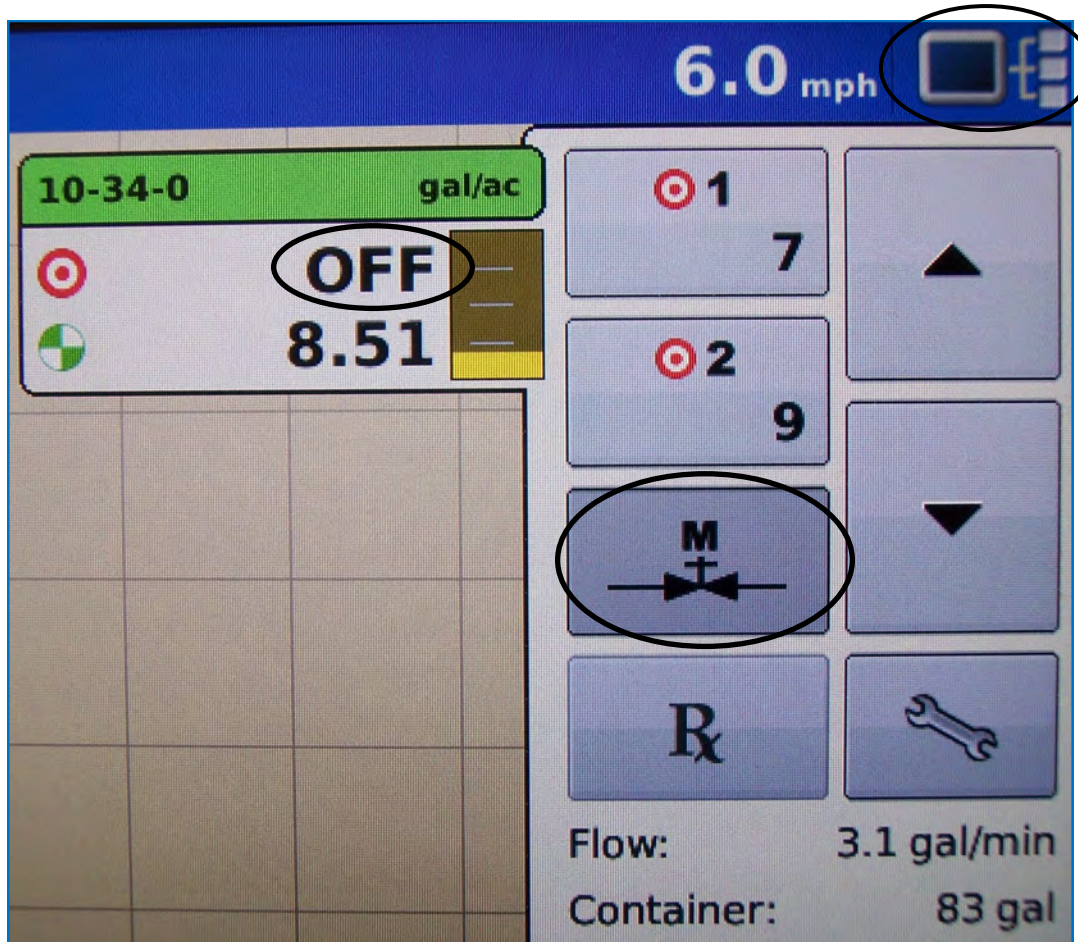 6.0 mph
10-34-0 gal/ac
OFF
8.51
1
7
2
9
M
Rx
Flow: 3.1 gal/min
Container: 83 gal